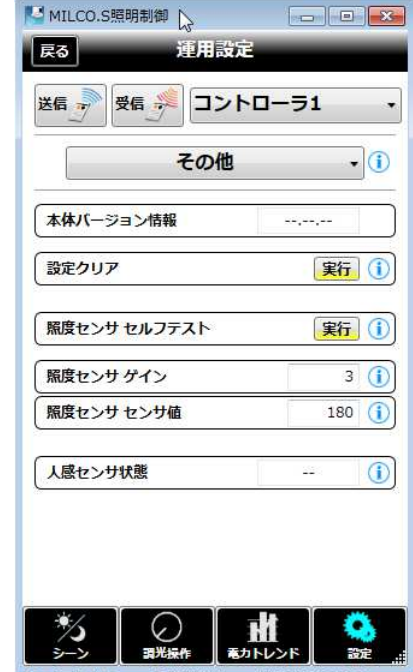 MILCO.S照明制御
戻る 運用設定
送信 受信 コントローラ1
その他
本体バージョン情報 --.--.--
設定クリア 実行
照度センサ セルフテスト 実行
照度センサ ゲイン 3
照度センサ センサ値 180
人感センサ状態 --
シーン 調光操作 電力トレンド 設定